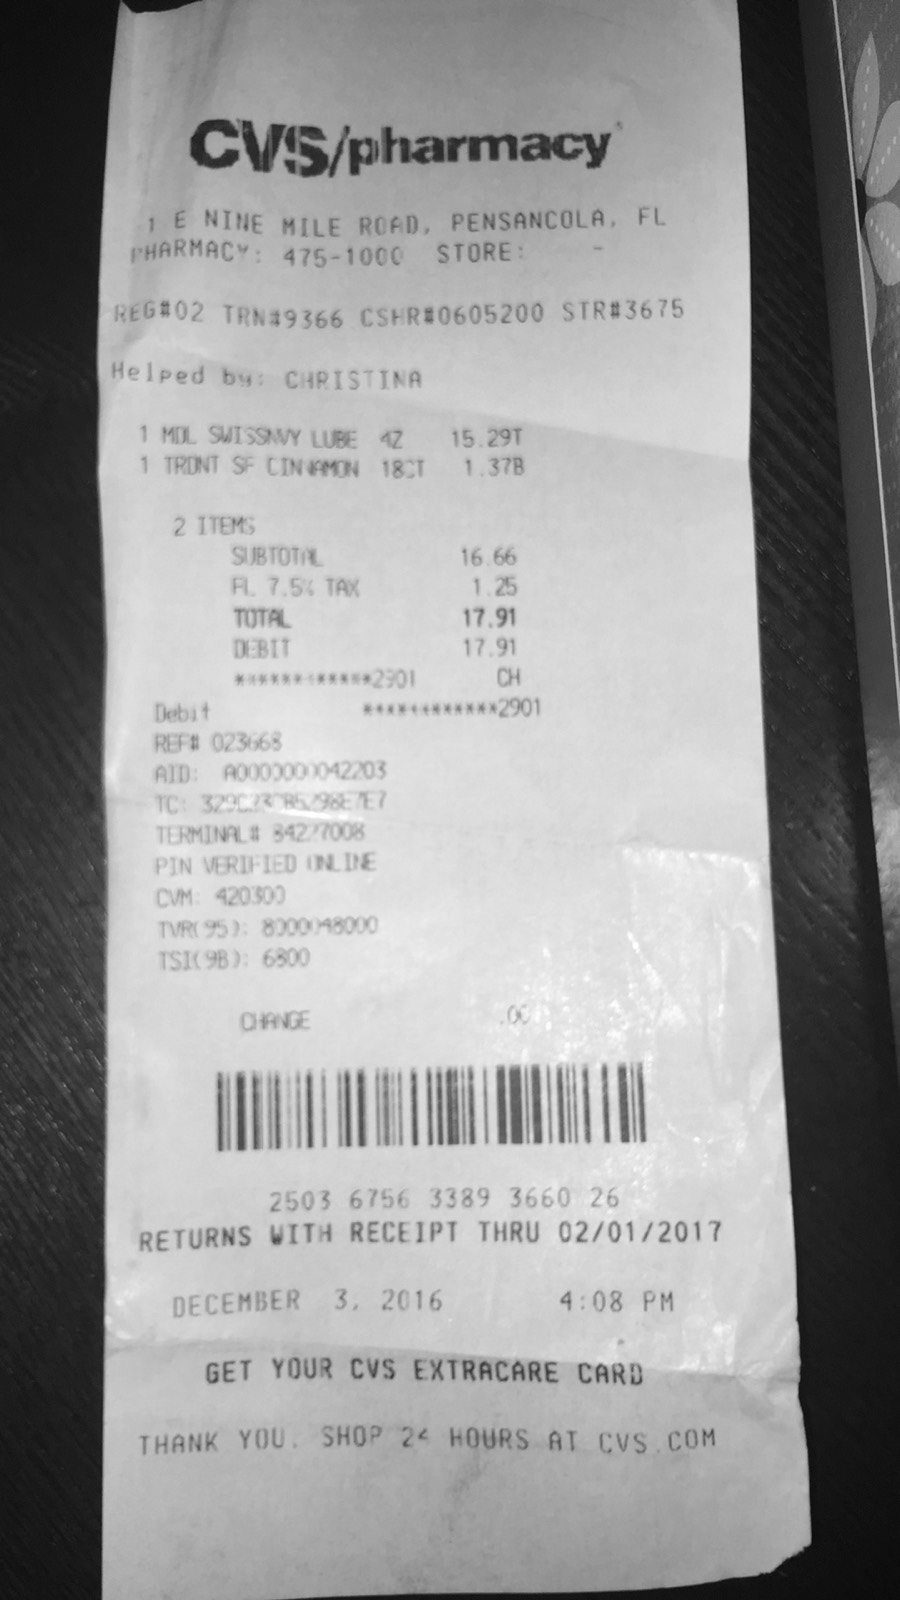 CVS/pharmacy
1 E NINE MILE ROAD, PENSANCOLA, FL
PHARMACY: 475-1000 STORE: -
REG#02 TRN#9366 CSHR#0605200 STR#3675
Helped by: CHRISTINA
1 MDL SWISSNVY LUBE 4Z 15.29T
1 TRDNT SF CINNAMON 18CT 1.37B
2 ITEMS
SUBTOTAL 16.66
FL 7.5% TAX 1.25
TOTAL 17.91
DEBIT 17.91
************2901 CH
Debit ************2901
REF# 023668
AID: A0000000042203
TC:
TERMINAL# 84277008
PIN VERIFIED ONLINE
CVM: 420300
TVR(95): 8000048000
TSI(9B): 6800
CHANGE .00
2503 6756 3389 3660 26
RETURNS WITH RECEIPT THRU 02/01/2017
DECEMBER 3, 2016 4:08 PM
GET YOUR CVS EXTRACARE CARD
THANK YOU. SHOP 24 HOURS AT CVS.COM